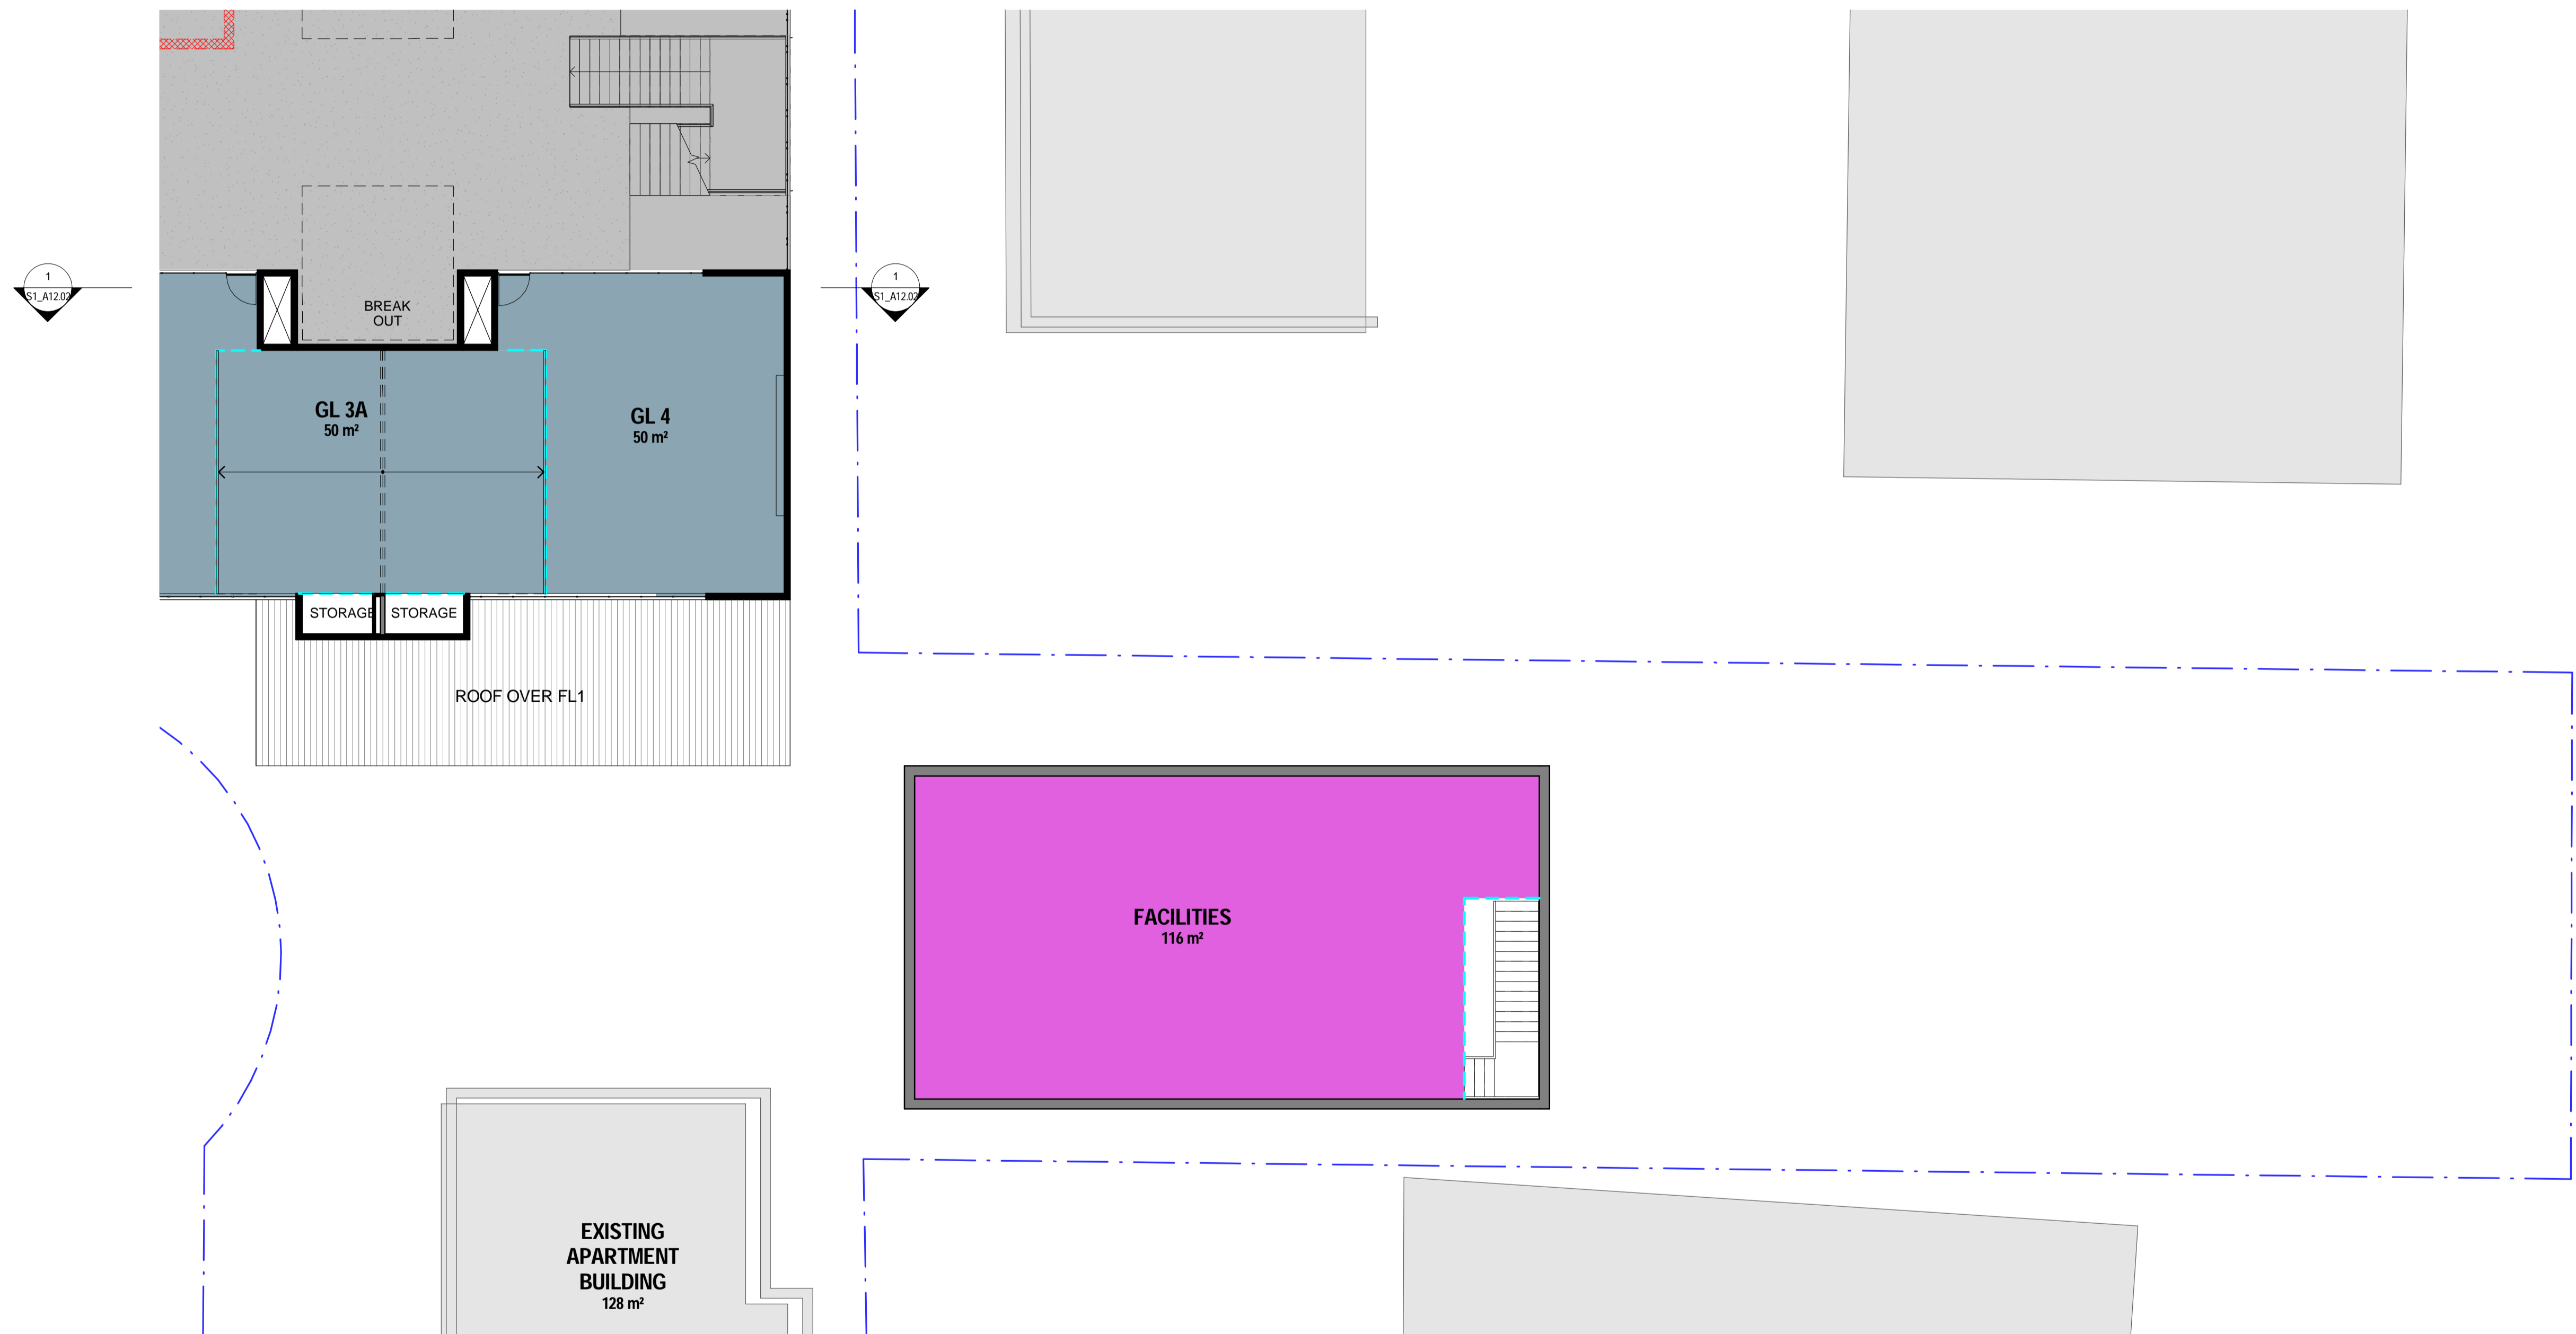 1
S1_A12.02
1
S1_A12.02
BREAK
OUT
GL 3A
50 m²
GL 4
50 m²
STORAGE
STORAGE
ROOF OVER FL1
FACILITIES
116 m²
EXISTING
APARTMENT
BUILDING
128 m²